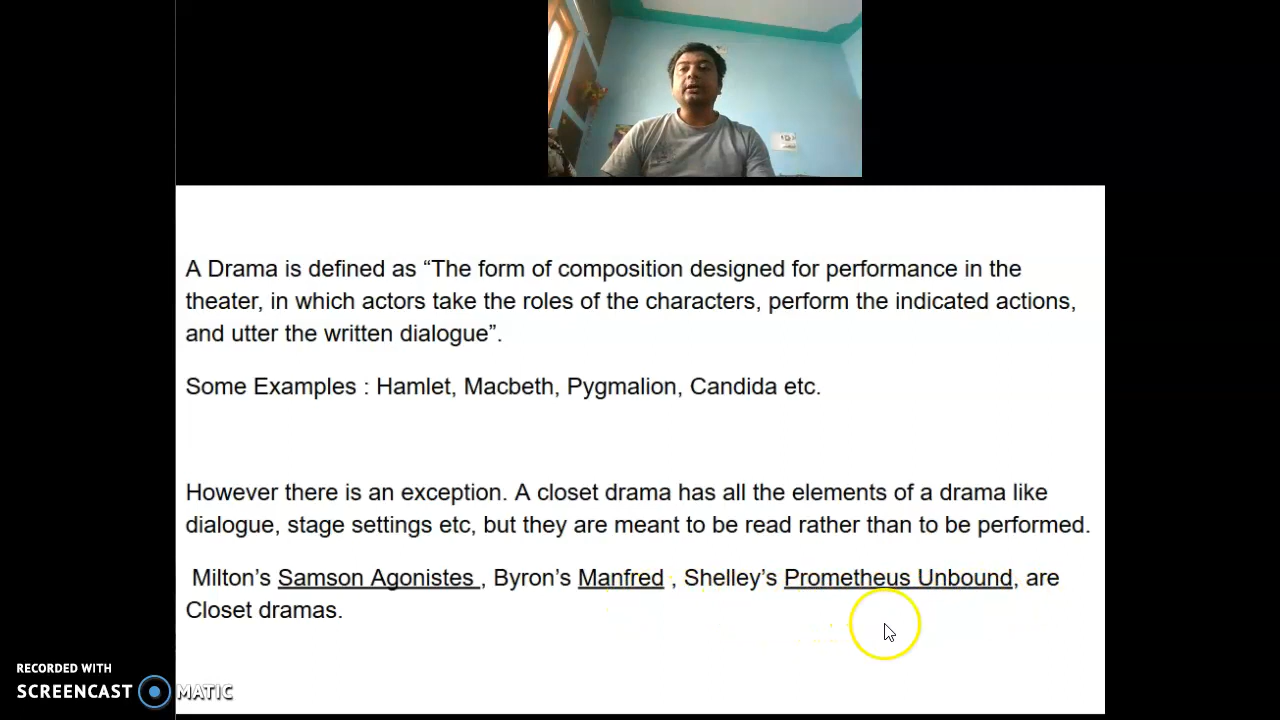 A Drama is defined as “The form of composition designed for performance in the
theater, in which actors take the roles of the characters, perform the indicated actions,
and utter the written dialogue”.
Some Examples : Hamlet, Macbeth, Pygmalion, Candida etc.
However there is an exception. A closet drama has all the elements of a drama like
dialogue, stage settings etc, but they are meant to be read rather than to be performed.
Milton’s Samson Agonistes , Byron’s Manfred , Shelley’s Prometheus Unbound, are
Closet dramas.
RECORDED WITH
SCREENCAST MATIC